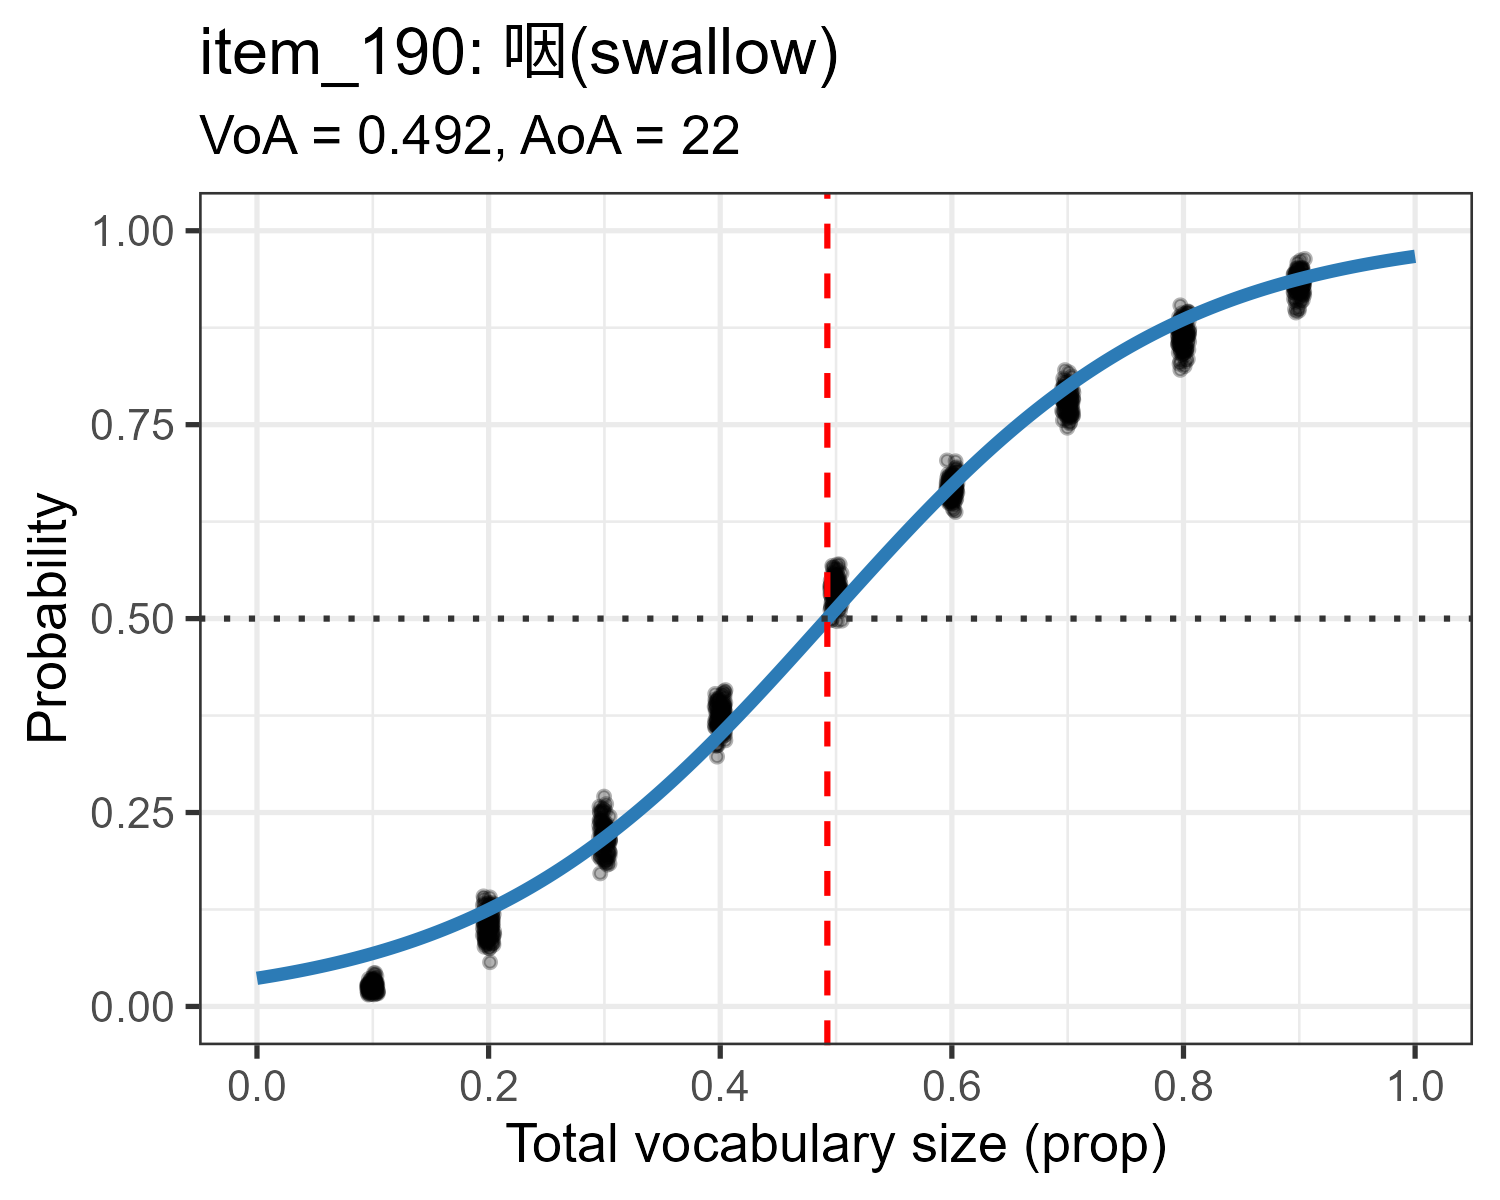 item_190: 咽(swallow)
VoA = 0.492, AoA = 22
1.00
0.75
0.50
0.25
0.00
Probability
0.0 0.2 0.4 0.6 0.8 1.0
Total vocabulary size (prop)